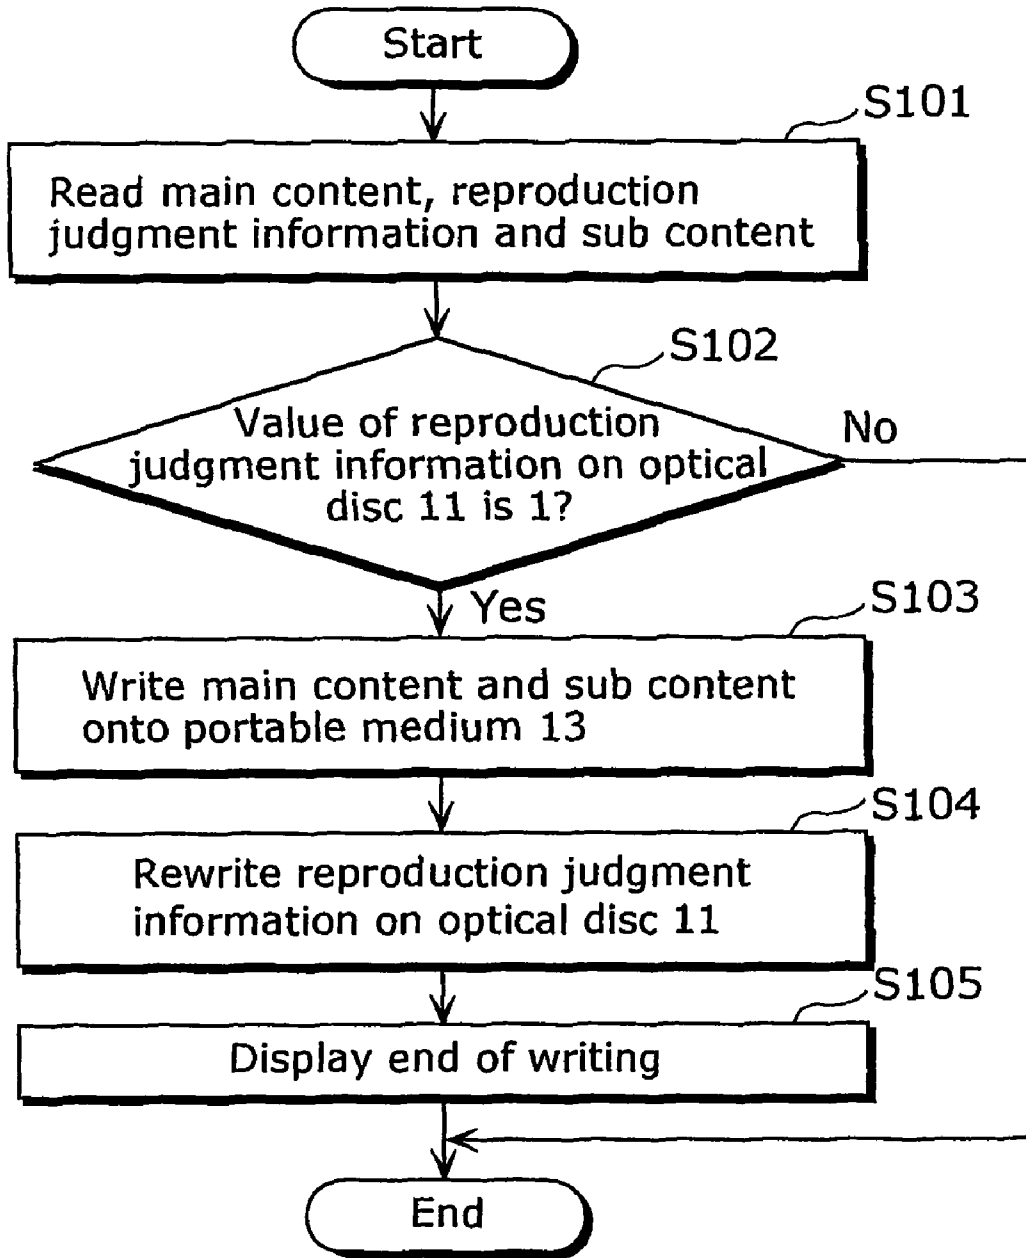 Start
S101
Read main content, reproduction
judgment information and sub content
S102
Value of reproduction
judgment information on optical
disc 11 is 1?
No
Yes
S103
Write main content and sub content
onto portable medium 13
S104
Rewrite reproduction judgment
information on optical disc 11
S105
Display end of writing
End